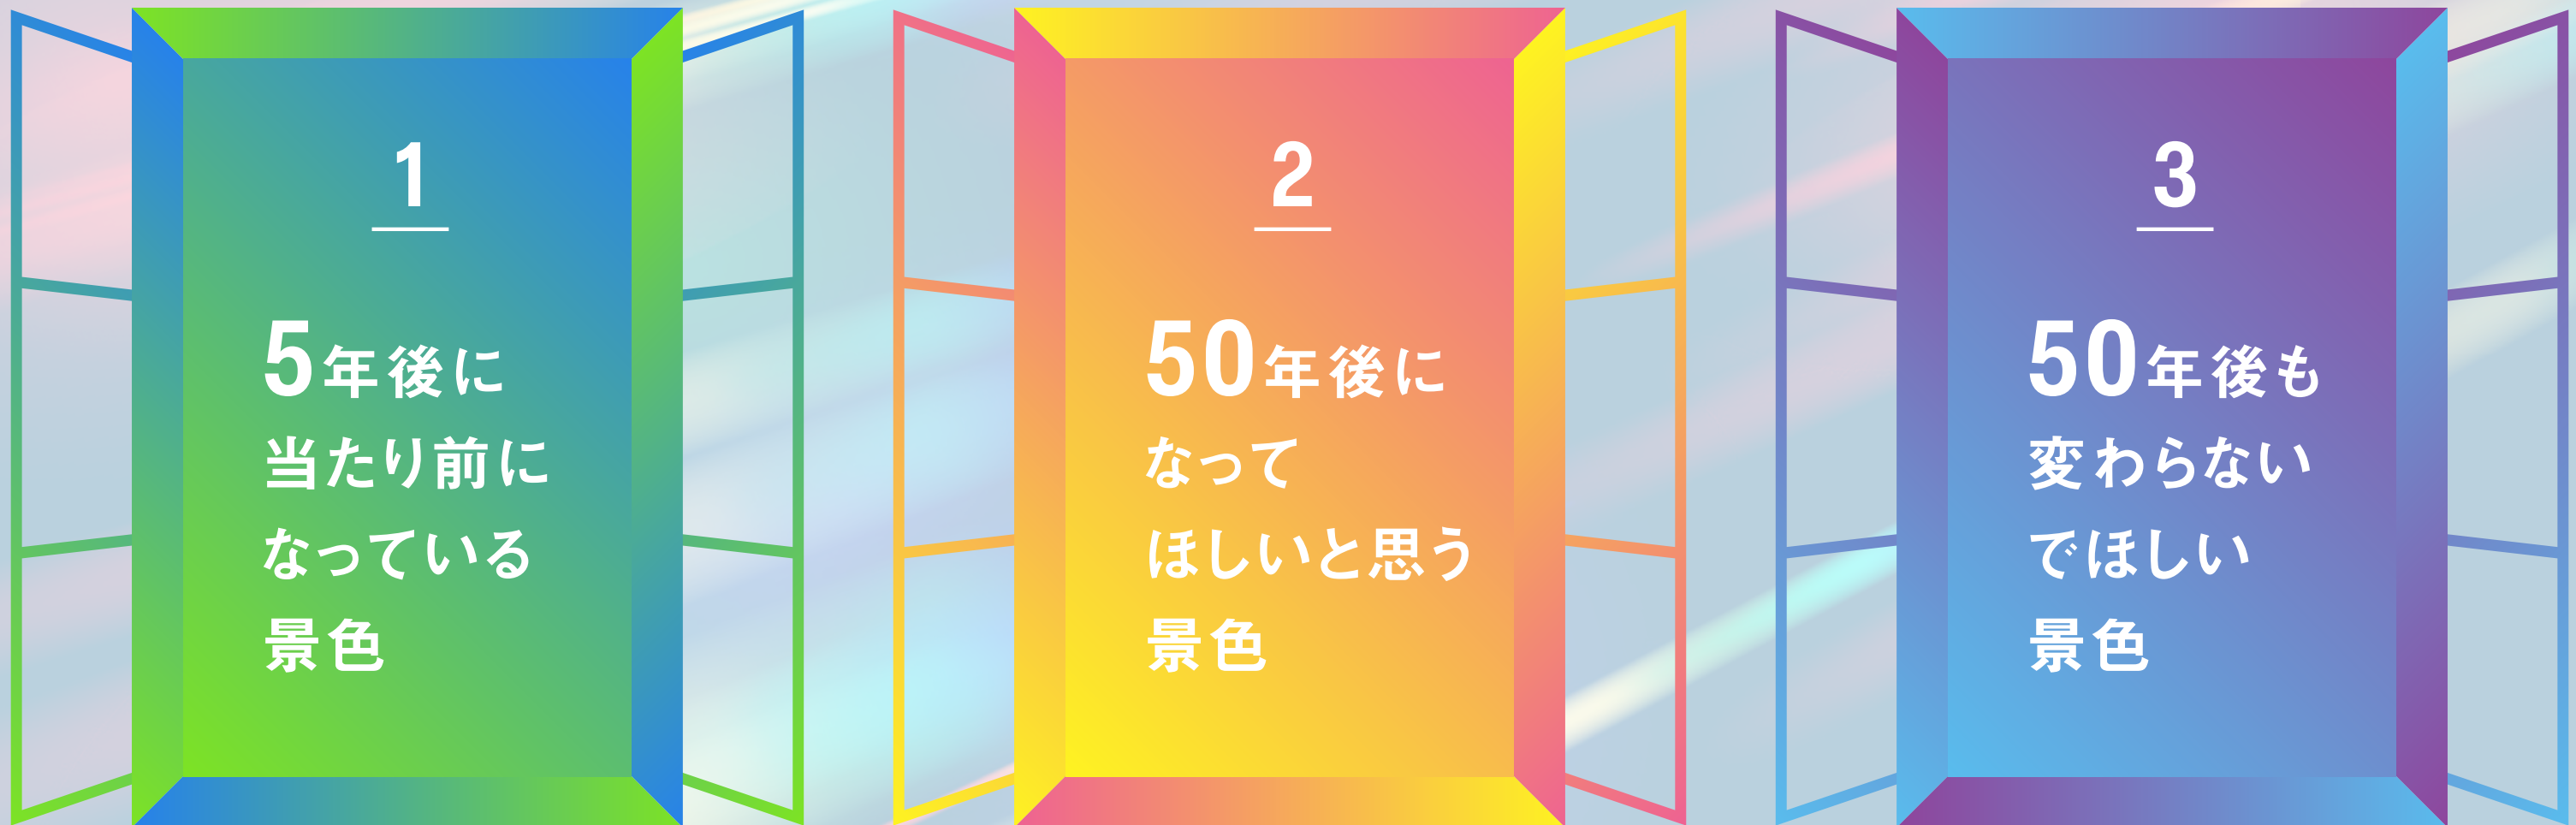 1
5年後に
当たり前に
なっている
景色
2
50年後に
なって
ほしいと思う
景色
3
50年後も
変わらない
でほしい
景色